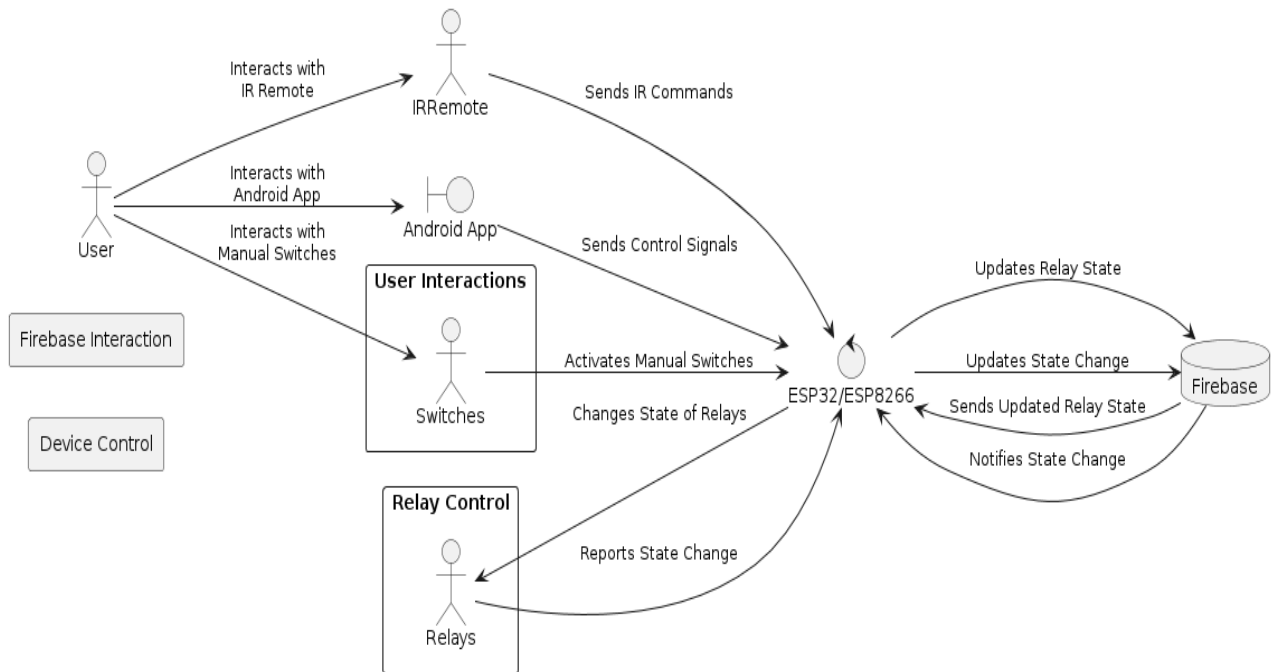 Interacts with
IR Remote
IRRemote
Sends IR Commands
User
Interacts with
Android App
Android App
Interacts with
Manual Switches
Sends Control Signals
User Interactions
Switches
Activates Manual Switches
Firebase Interaction
Device Control
ESP32/ESP8266
Updates Relay State
Updates State Change
Firebase
Sends Updated Relay State
Notifies State Change
Changes State of Relays
Relay Control
Reports State Change
Relays